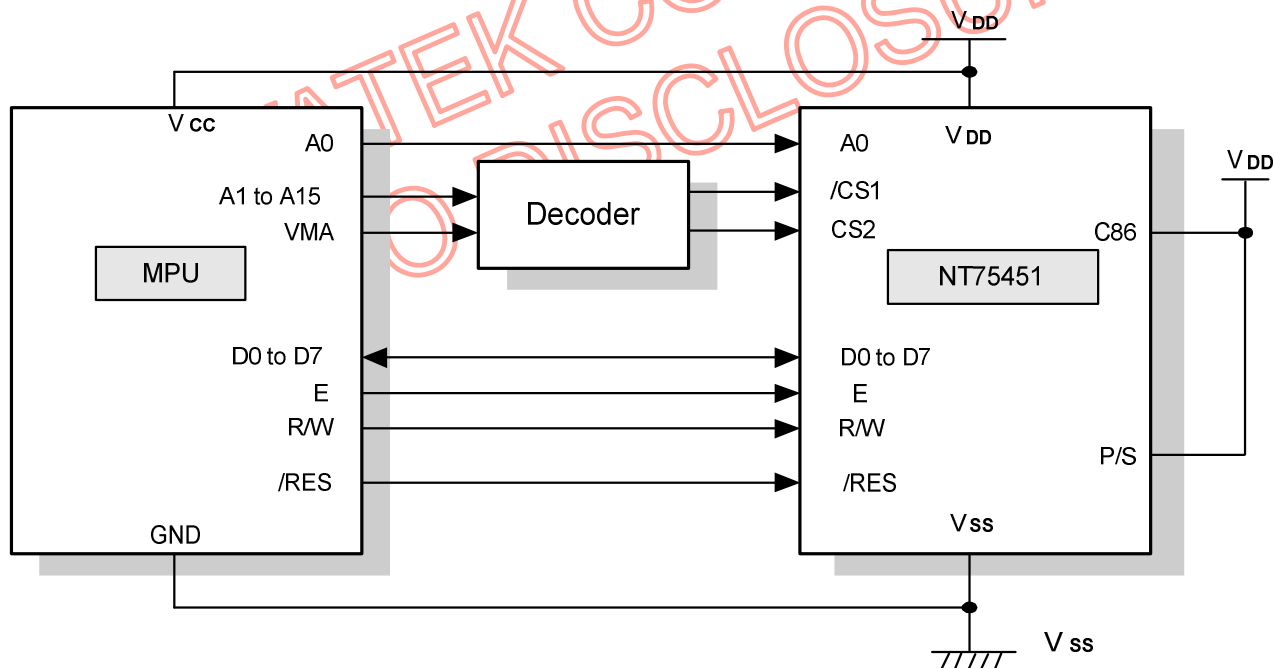 VDD
VCC
A0
A1 to A15
VMA
MPU
D0 to D7
E
R/W
/RES
GND
Decoder
VDD
A0
/CS1
CS2
C86
NT75451
D0 to D7
E
R/W
P/S
/RES
VSS
VDD
VSS